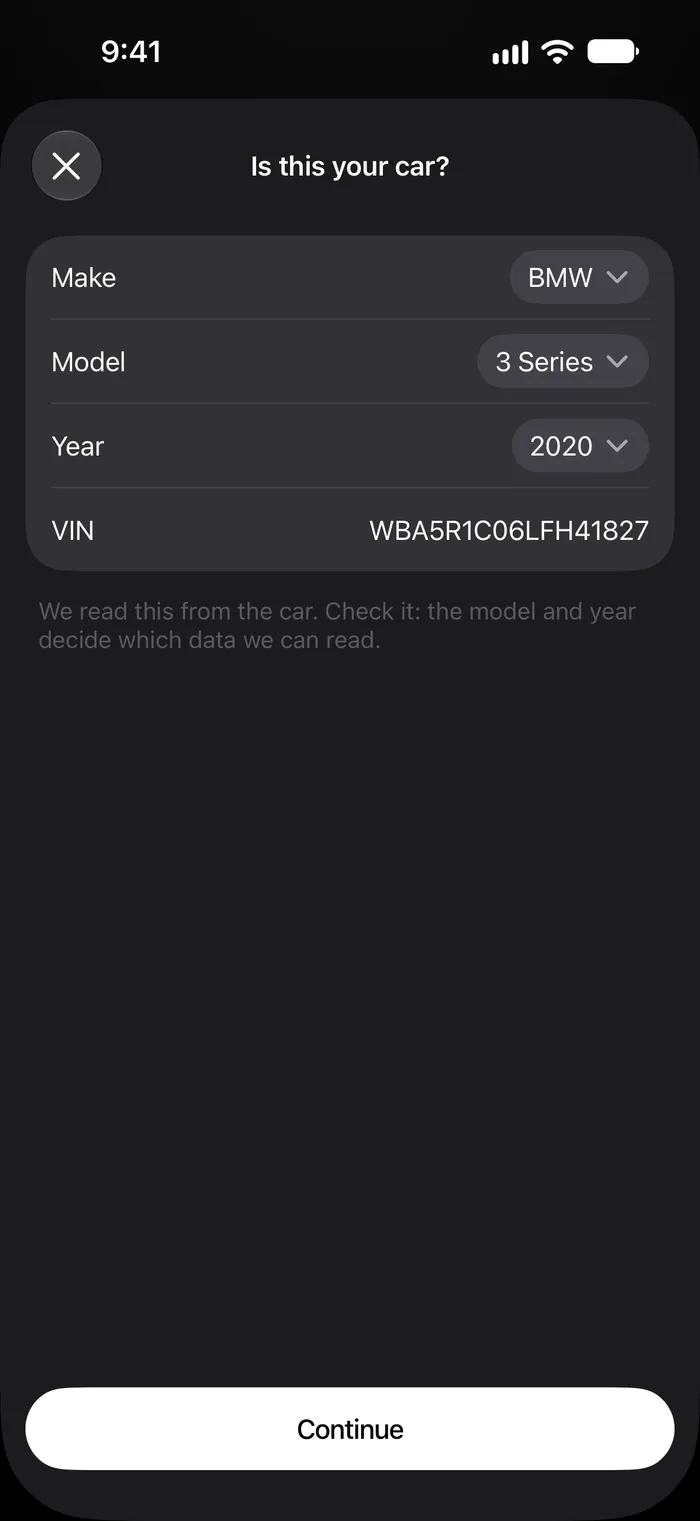 9:41
Is this your car?
Make BMW
Model 3 Series
Year 2020
VIN WBA5R1C06LFH41827
We read this from the car. Check it: the model and year
decide which data we can read.
Continue